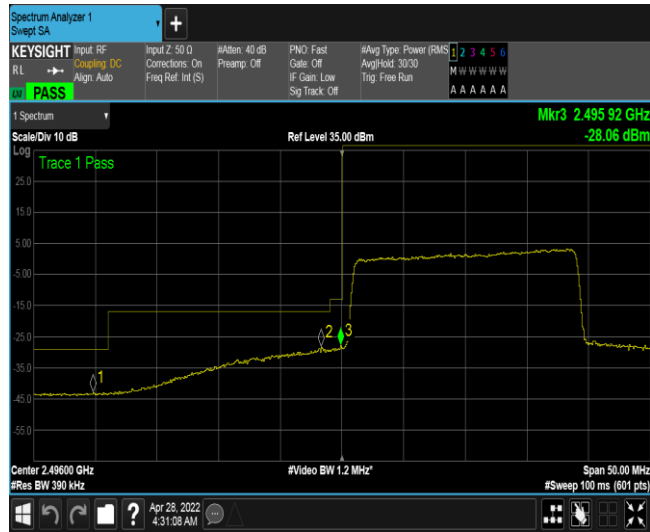 Spectrum Analyzer 1
Swept SA
KEYSIGHT
RL
LXI
PASS
Input: RF
Coupling: DC
Align: Auto
Input Z: 50 Ω
Corrections: On
Freq Ref: Int (S)
#Atten: 40 dB
Preamp: Off
PNO: Fast
Gate: Off
IF Gain: Low
Sig Track: Off
#Avg Type: Power (RMS
Avg|Hold: 30/30
Trig: Free Run
1 2 3 4 5 6
M W W W W W
A A A A A A
1 Spectrum
Scale/Div 10 dB
Ref Level 35.00 dBm
Mkr3 2.495 92 GHz
-28.06 dBm
Log
Trace 1 Pass
25.0
15.0
5.00
-5.00
-15.0
-25.0
-35.0
-45.0
-55.0
1
2
3
Center 2.49600 GHz
#Res BW 390 kHz
#Video BW 1.2 MHz*
Span 50.00 MHz
#Sweep 100 ms (601 pts)
?
Apr 28, 2022
4:31:08 AM